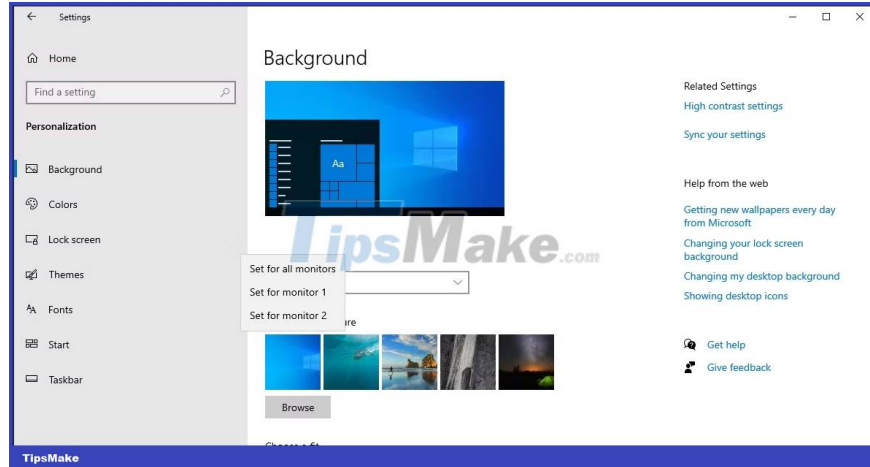 Settings
Home
Find a setting
Personalization
Background
Colors
Lock screen
Themes
Fonts
Start
Taskbar
Background
Aa
TipsMake.com
Set for all monitors
Set for monitor 1
Set for monitor 2
Browse
Related Settings
High contrast settings
Sync your settings
Help from the web
Getting new wallpapers every day
from Microsoft
Changing your lock screen
background
Changing my desktop background
Showing desktop icons
Get help
Give feedback
TipsMake